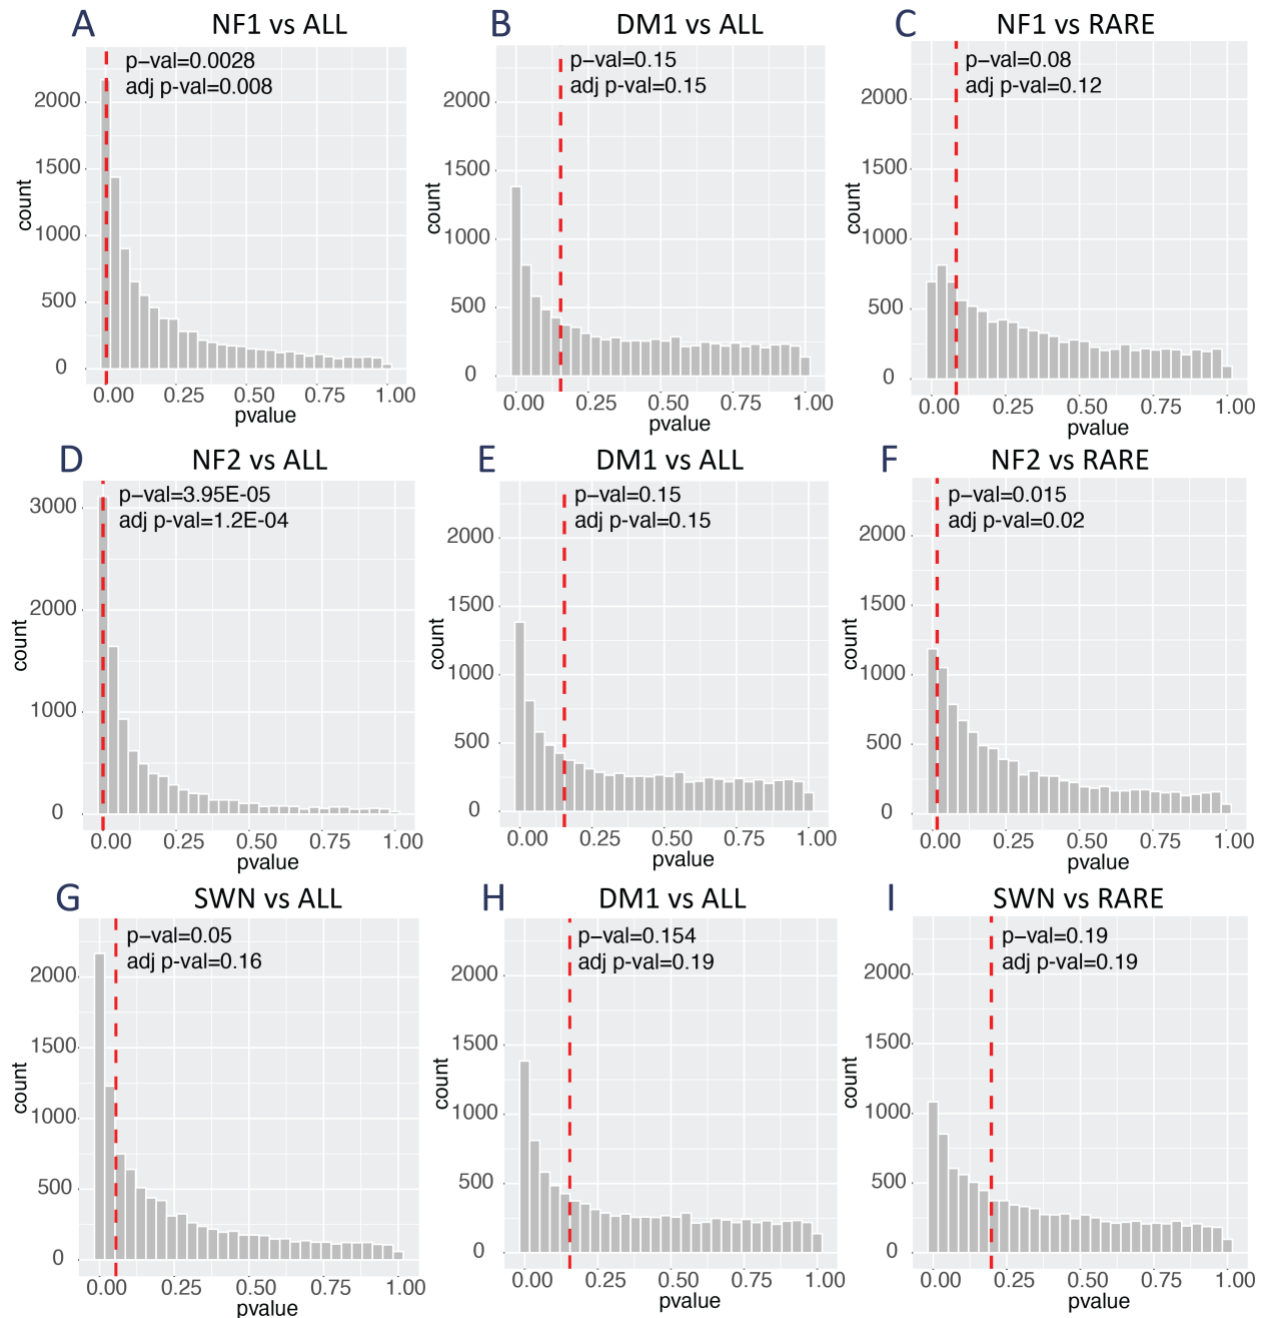 A
NF1 vs ALL
p-val=0.0028
adj p-val=0.008
2000
1500
1000
500
0
count
0.00 0.25 0.50 0.75 1.00
pvalue
B
DM1 vs ALL
p-val=0.15
adj p-val=0.15
2000
1500
1000
500
0
count
0.00 0.25 0.50 0.75 1.00
pvalue
C
NF1 vs RARE
p-val=0.08
adj p-val=0.12
2000
1500
1000
500
0
count
0.00 0.25 0.50 0.75 1.00
pvalue
D
NF2 vs ALL
p-val=3.95E-05
adj p-val=1.2E-04
3000
2000
1000
0
count
0.00 0.25 0.50 0.75 1.00
pvalue
E
DM1 vs ALL
p-val=0.15
adj p-val=0.15
2000
1500
1000
500
0
count
0.00 0.25 0.50 0.75 1.00
pvalue
F
NF2 vs RARE
p-val=0.015
adj p-val=0.02
2000
1500
1000
500
0
count
0.00 0.25 0.50 0.75 1.00
pvalue
G
SWN vs ALL
p-val=0.05
adj p-val=0.16
2000
1500
1000
500
0
count
0.00 0.25 0.50 0.75 1.00
pvalue
H
DM1 vs ALL
p-val=0.154
adj p-val=0.19
2000
1500
1000
500
0
count
0.00 0.25 0.50 0.75 1.00
pvalue
I
SWN vs RARE
p-val=0.19
adj p-val=0.19
2000
1500
1000
500
0
count
0.00 0.25 0.50 0.75 1.00
pvalue